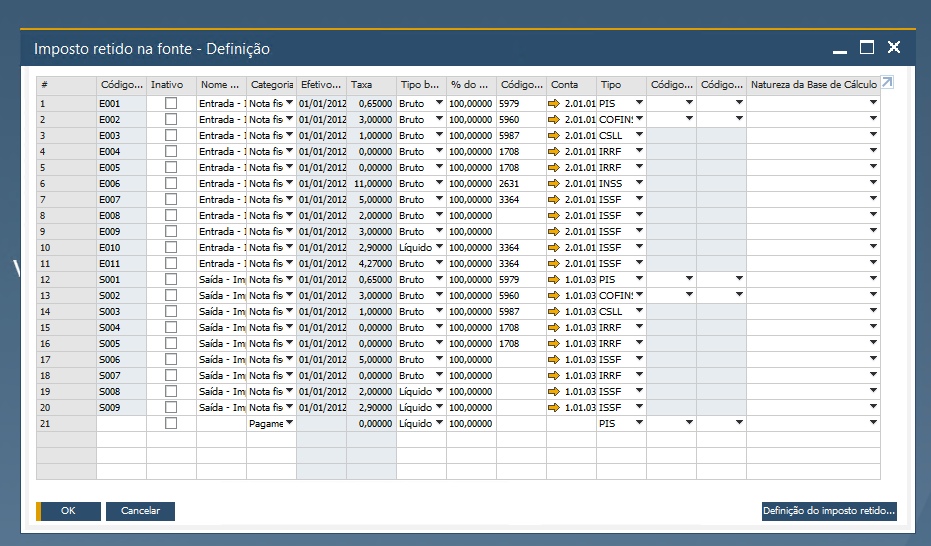 Imposto retido na fonte - Definição
# Código... Inativo Nome ... Categoria Efetivo... Taxa Tipo b... % do ... Código... Conta Tipo Código... Código... Natureza da Base de Cálculo
1 E001 Entrada - I Nota fis 01/01/2012 0,65000 Bruto 100,00000 5979 2.01.01 PIS
2 E002 Entrada - I Nota fis 01/01/2012 3,00000 Bruto 100,00000 5960 2.01.01 COFINS
3 E003 Entrada - I Nota fis 01/01/2012 1,00000 Bruto 100,00000 5987 2.01.01 CSLL
4 E004 Entrada - I Nota fis 01/01/2012 0,00000 Bruto 100,00000 1708 2.01.01 IRRF
5 E005 Entrada - I Nota fis 01/01/2012 0,00000 Bruto 100,00000 1708 2.01.01 IRRF
6 E006 Entrada - I Nota fis 01/01/2012 11,00000 Bruto 100,00000 2631 2.01.01 INSS
7 E007 Entrada - I Nota fis 01/01/2012 5,00000 Bruto 100,00000 3364 2.01.01 ISSF
8 E008 Entrada - I Nota fis 01/01/2012 2,00000 Bruto 100,00000 2.01.01 ISSF
9 E009 Entrada - I Nota fis 01/01/2012 3,00000 Bruto 100,00000 2.01.01 ISSF
10 E010 Entrada - I Nota fis 01/01/2012 2,90000 Líquido 100,00000 3364 2.01.01 ISSF
11 E011 Entrada - I Nota fis 01/01/2012 4,27000 Bruto 100,00000 3364 2.01.01 ISSF
12 S001 Saída - Im Nota fis 01/01/2012 0,65000 Bruto 100,00000 5979 1.01.03 PIS
13 S002 Saída - Im Nota fis 01/01/2012 3,00000 Bruto 100,00000 5960 1.01.03 COFINS
14 S003 Saída - Im Nota fis 01/01/2012 1,00000 Bruto 100,00000 5987 1.01.03 CSLL
15 S004 Saída - Im Nota fis 01/01/2012 0,00000 Bruto 100,00000 1708 1.01.03 IRRF
16 S005 Saída - Im Nota fis 01/01/2012 0,00000 Bruto 100,00000 1708 1.01.03 IRRF
17 S006 Saída - Im Nota fis 01/01/2012 5,00000 Bruto 100,00000 1.01.03 ISSF
18 S007 Saída - Im Nota fis 01/01/2012 0,00000 Bruto 100,00000 1.01.03 IRRF
19 S008 Saída - Im Nota fis 01/01/2012 2,00000 Líquido 100,00000 1.01.03 ISSF
20 S009 Saída - Im Nota fis 01/01/2012 2,90000 Líquido 100,00000 1.01.03 ISSF
21 Pagame 0,00000 Líquido 100,00000 PIS
OK Cancelar Definição do imposto retido...